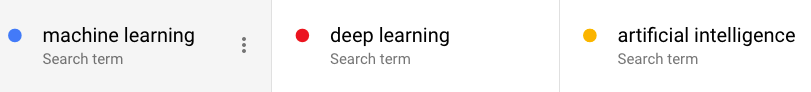 machine learning
Search term
deep learning
Search term
artificial intelligence
Search term